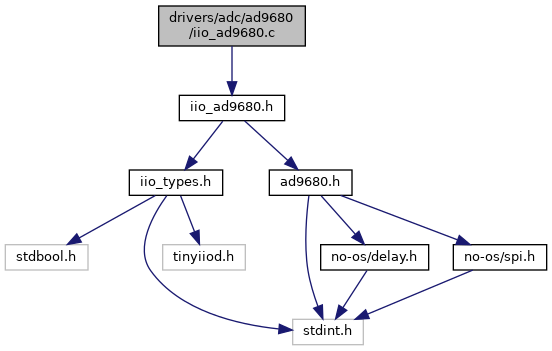 drivers/adc/ad9680
/iio_ad9680.c
iio_ad9680.h
iio_types.h
ad9680.h
stdbool.h
tinyiiod.h
no-os/delay.h
no-os/spi.h
stdint.h